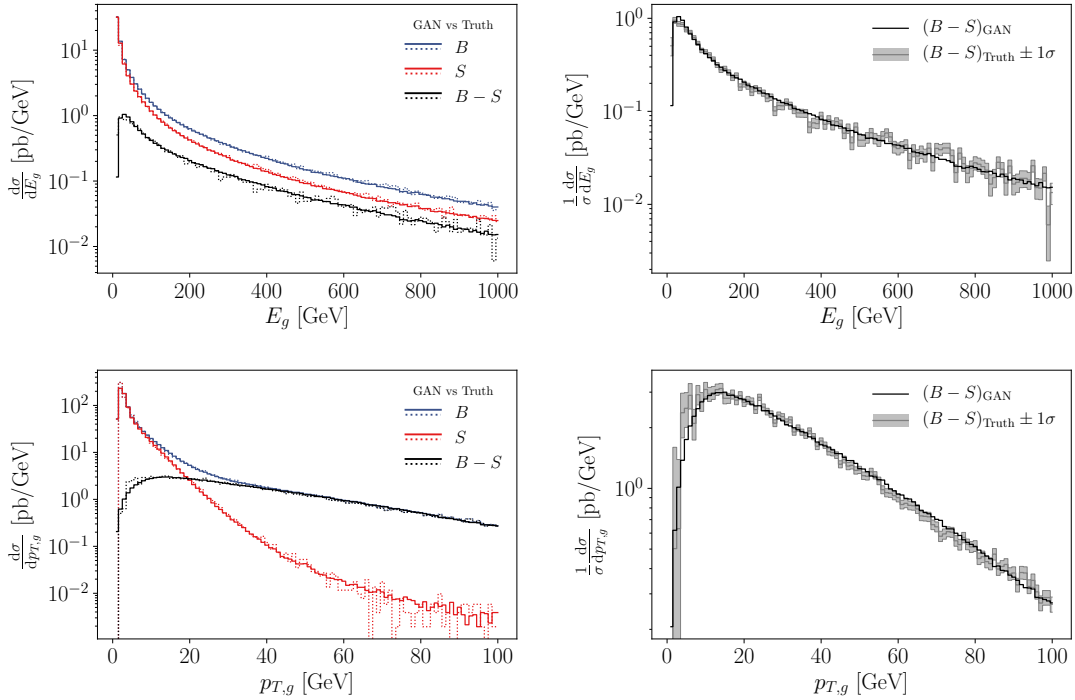 GAN vs Truth
B
S
B − S
10^1
10^0
10^−1
10^−2
dσ/dE_g [pb/GeV]
0 200 400 600 800 1000
E_g [GeV]
(B − S)_GAN
(B − S)_Truth ± 1σ
10^0
10^−1
10^−2
1/σ dσ/dE_g [pb/GeV]
0 200 400 600 800 1000
E_g [GeV]
GAN vs Truth
B
S
B − S
10^2
10^1
10^0
10^−1
10^−2
dσ/dp_{T,g} [pb/GeV]
0 20 40 60 80 100
p_{T,g} [GeV]
(B − S)_GAN
(B − S)_Truth ± 1σ
10^0
1/σ dσ/dp_{T,g} [pb/GeV]
0 20 40 60 80 100
p_{T,g} [GeV]